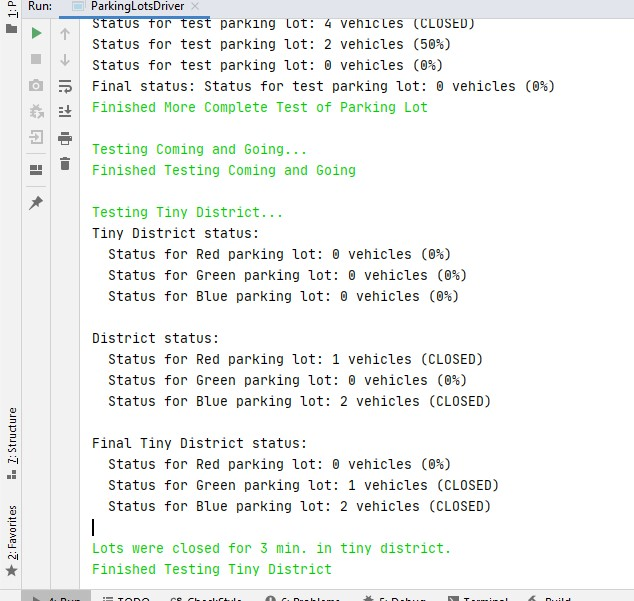 Run: ParkingLotsDriver ×
Status for test parking lot: 4 vehicles (CLOSED)
Status for test parking lot: 2 vehicles (50%)
Status for test parking lot: 0 vehicles (0%)
Final status: Status for test parking lot: 0 vehicles (0%)
Finished More Complete Test of Parking Lot
Testing Coming and Going...
Finished Testing Coming and Going
Testing Tiny District...
Tiny District status:
Status for Red parking lot: 0 vehicles (0%)
Status for Green parking lot: 0 vehicles (0%)
Status for Blue parking lot: 0 vehicles (0%)
District status:
Status for Red parking lot: 1 vehicles (CLOSED)
Status for Green parking lot: 0 vehicles (0%)
Status for Blue parking lot: 2 vehicles (CLOSED)
Final Tiny District status:
Status for Red parking lot: 0 vehicles (0%)
Status for Green parking lot: 1 vehicles (CLOSED)
Status for Blue parking lot: 2 vehicles (CLOSED)
Lots were closed for 3 min. in tiny district.
Finished Testing Tiny District
1: P
7: Structure
2: Favorites
4: Run TODO CheckStyle 6: Problems 5: Debug Terminal Build